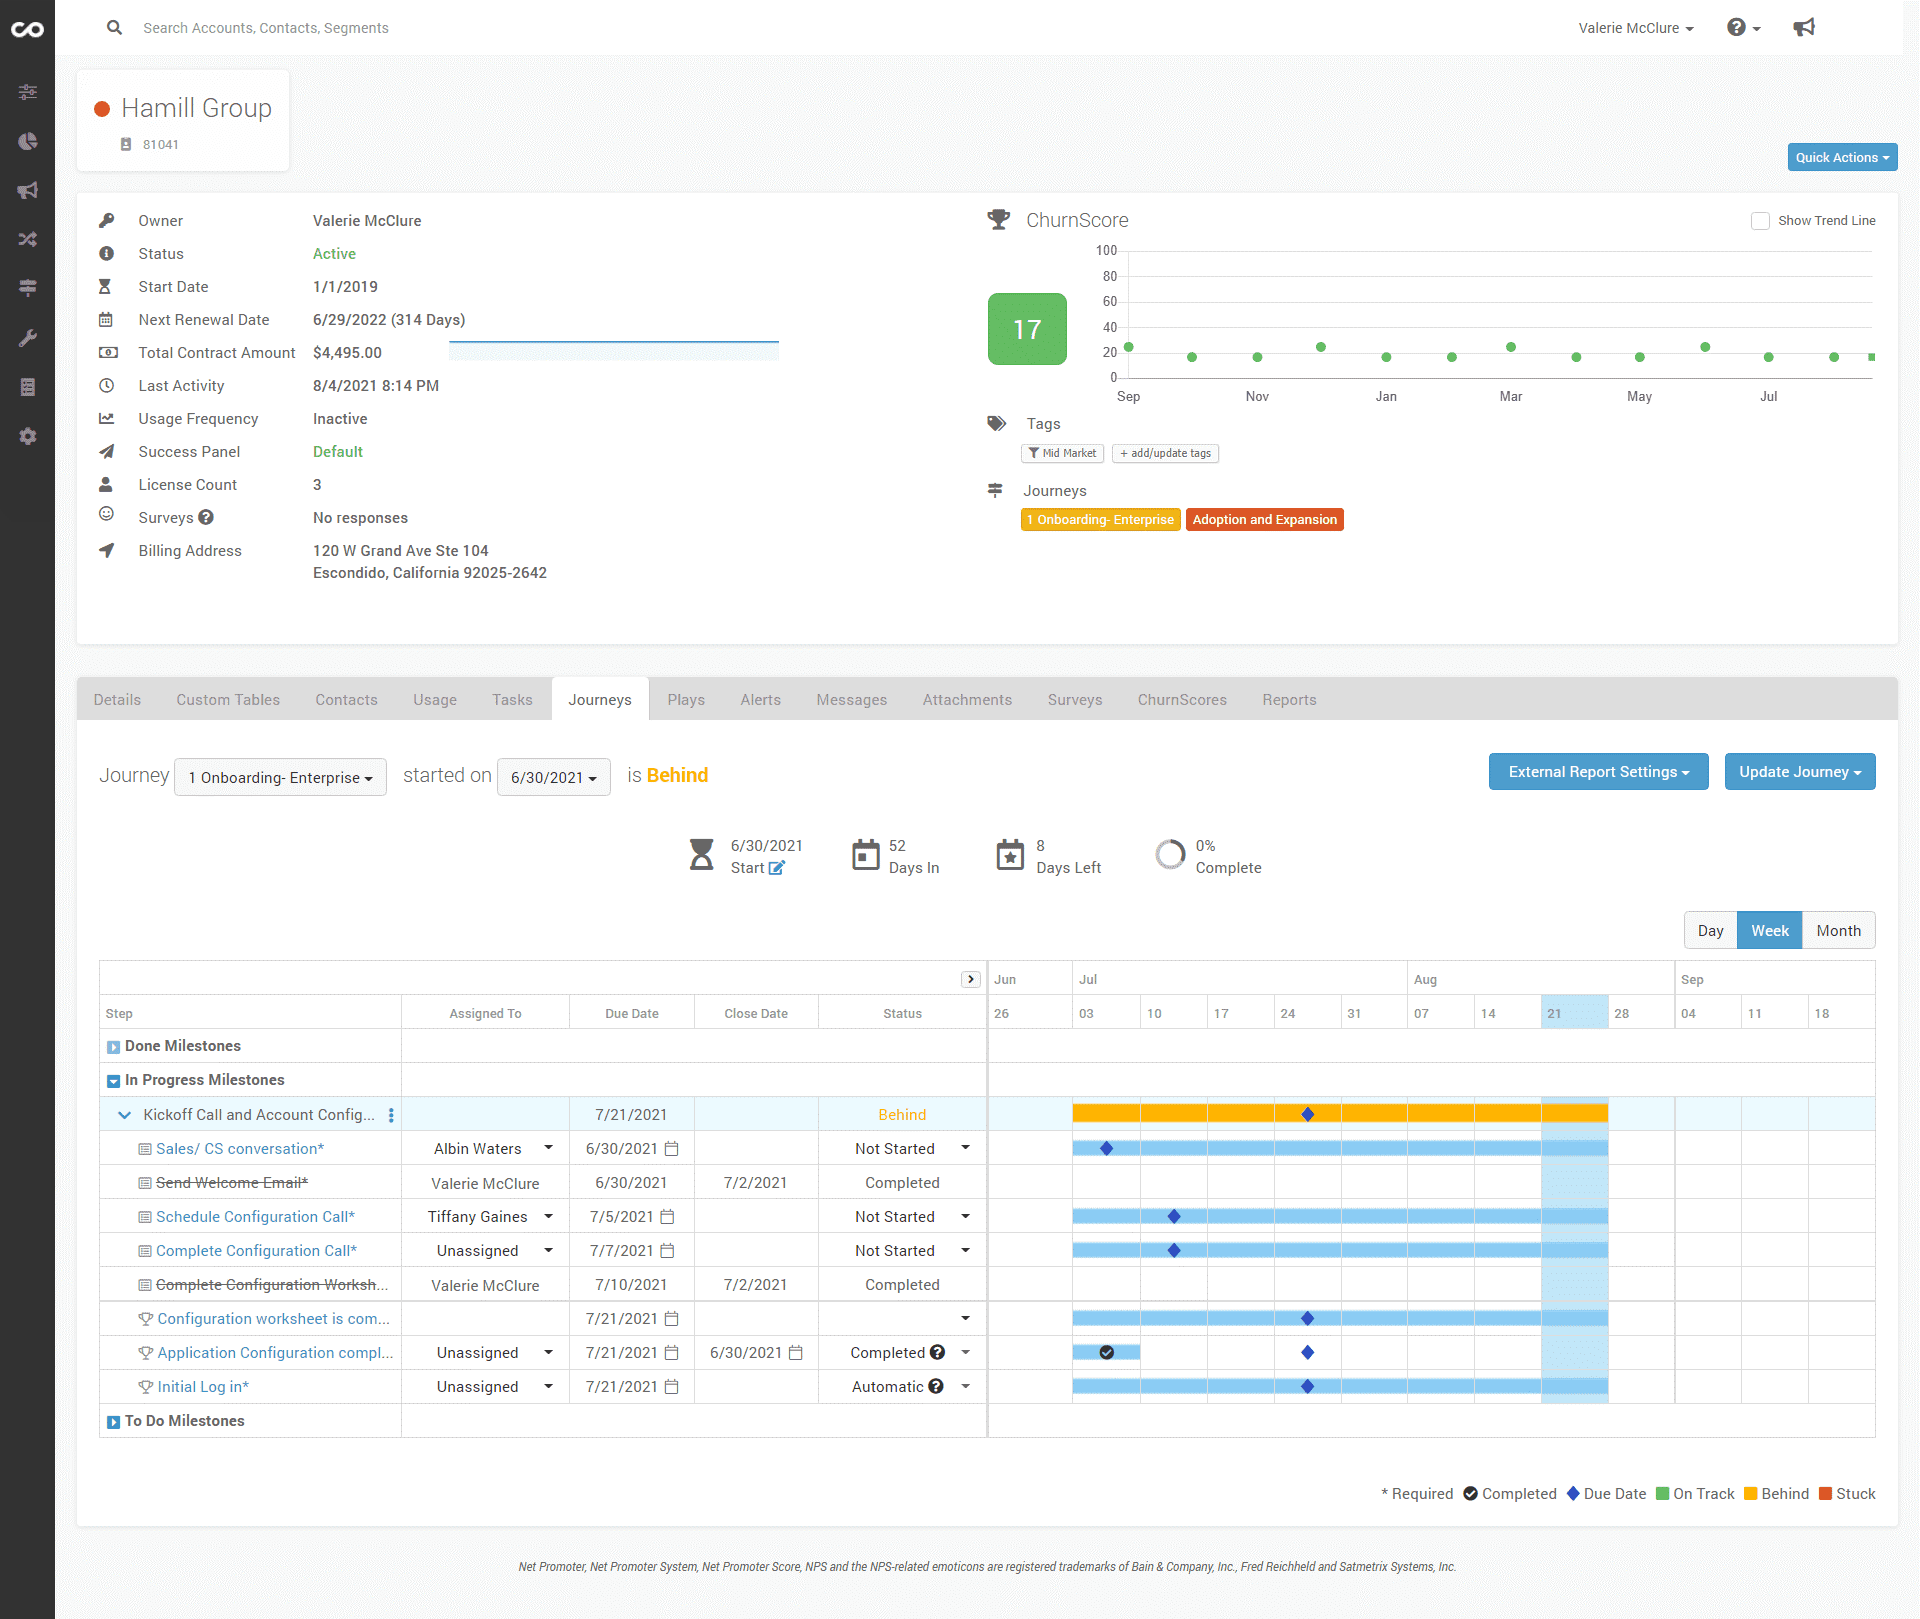 Search Accounts, Contacts, Segments
Valerie McClure
Hamill Group
81041
Quick Actions
Owner Valerie McClure
Status Active
Start Date 1/1/2019
Next Renewal Date 6/29/2022 (314 Days)
Total Contract Amount $4,495.00
Last Activity 8/4/2021 8:14 PM
Usage Frequency Inactive
Success Panel Default
License Count 3
Surveys No responses
Billing Address 120 W Grand Ave Ste 104
Escondido, California 92025-2642
ChurnScore
Show Trend Line
17
100
80
60
40
20
0
Sep Nov Jan Mar May Jul
Tags
Mid Market + add/update tags
Journeys
1 Onboarding- Enterprise Adoption and Expansion
Details Custom Tables Contacts Usage Tasks Journeys Plays Alerts Messages Attachments Surveys ChurnScores Reports
Journey 1 Onboarding- Enterprise started on 6/30/2021 is Behind
External Report Settings Update Journey
6/30/2021 52 8 0%
Start Days In Days Left Complete
Day Week Month
Jun Jul Aug Sep
Step Assigned To Due Date Close Date Status 26 03 10 17 24 31 07 14 21 28 04 11 18
Done Milestones
In Progress Milestones
Kickoff Call and Account Config... 7/21/2021 Behind
Sales/ CS conversation* Albin Waters 6/30/2021 Not Started
Send Welcome Email* Valerie McClure 6/30/2021 7/2/2021 Completed
Schedule Configuration Call* Tiffany Gaines 7/5/2021 Not Started
Complete Configuration Call* Unassigned 7/7/2021 Not Started
Complete Configuration Worksh... Valerie McClure 7/10/2021 7/2/2021 Completed
Configuration worksheet is com... 7/21/2021
Application Configuration compl... Unassigned 7/21/2021 6/30/2021 Completed
Initial Log in* Unassigned 7/21/2021 Automatic
To Do Milestones
* Required Completed Due Date On Track Behind Stuck
Net Promoter, Net Promoter System, Net Promoter Score, NPS and the NPS-related emoticons are registered trademarks of Bain & Company, Inc., Fred Reichheld and Satmetrix Systems, Inc.